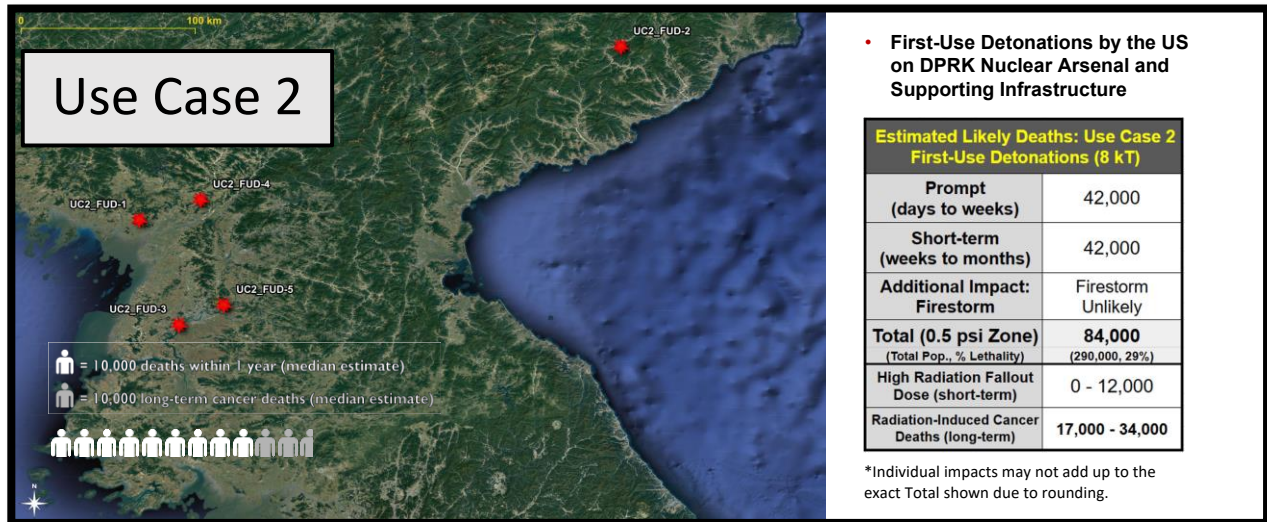 0
100 km
UC2_FUD-2
Use Case 2
UC2_FUD-4
UC2_FUD-1
UC2_FUD-5
UC2_FUD-3
= 10,000 deaths within 1 year (median estimate)
= 10,000 long-term cancer deaths (median estimate)
N
• First-Use Detonations by the US
on DPRK Nuclear Arsenal and
Supporting Infrastructure
Estimated Likely Deaths: Use Case 2
First-Use Detonations (8 kT)
Prompt
(days to weeks)
42,000
Short-term
(weeks to months)
42,000
Additional Impact:
Firestorm
Firestorm
Unlikely
Total (0.5 psi Zone)
84,000
(Total Pop., % Lethality)
(290,000, 29%)
High Radiation Fallout
Dose (short-term)
0 - 12,000
Radiation-Induced Cancer
Deaths (long-term)
17,000 - 34,000
*Individual impacts may not add up to the
exact Total shown due to rounding.